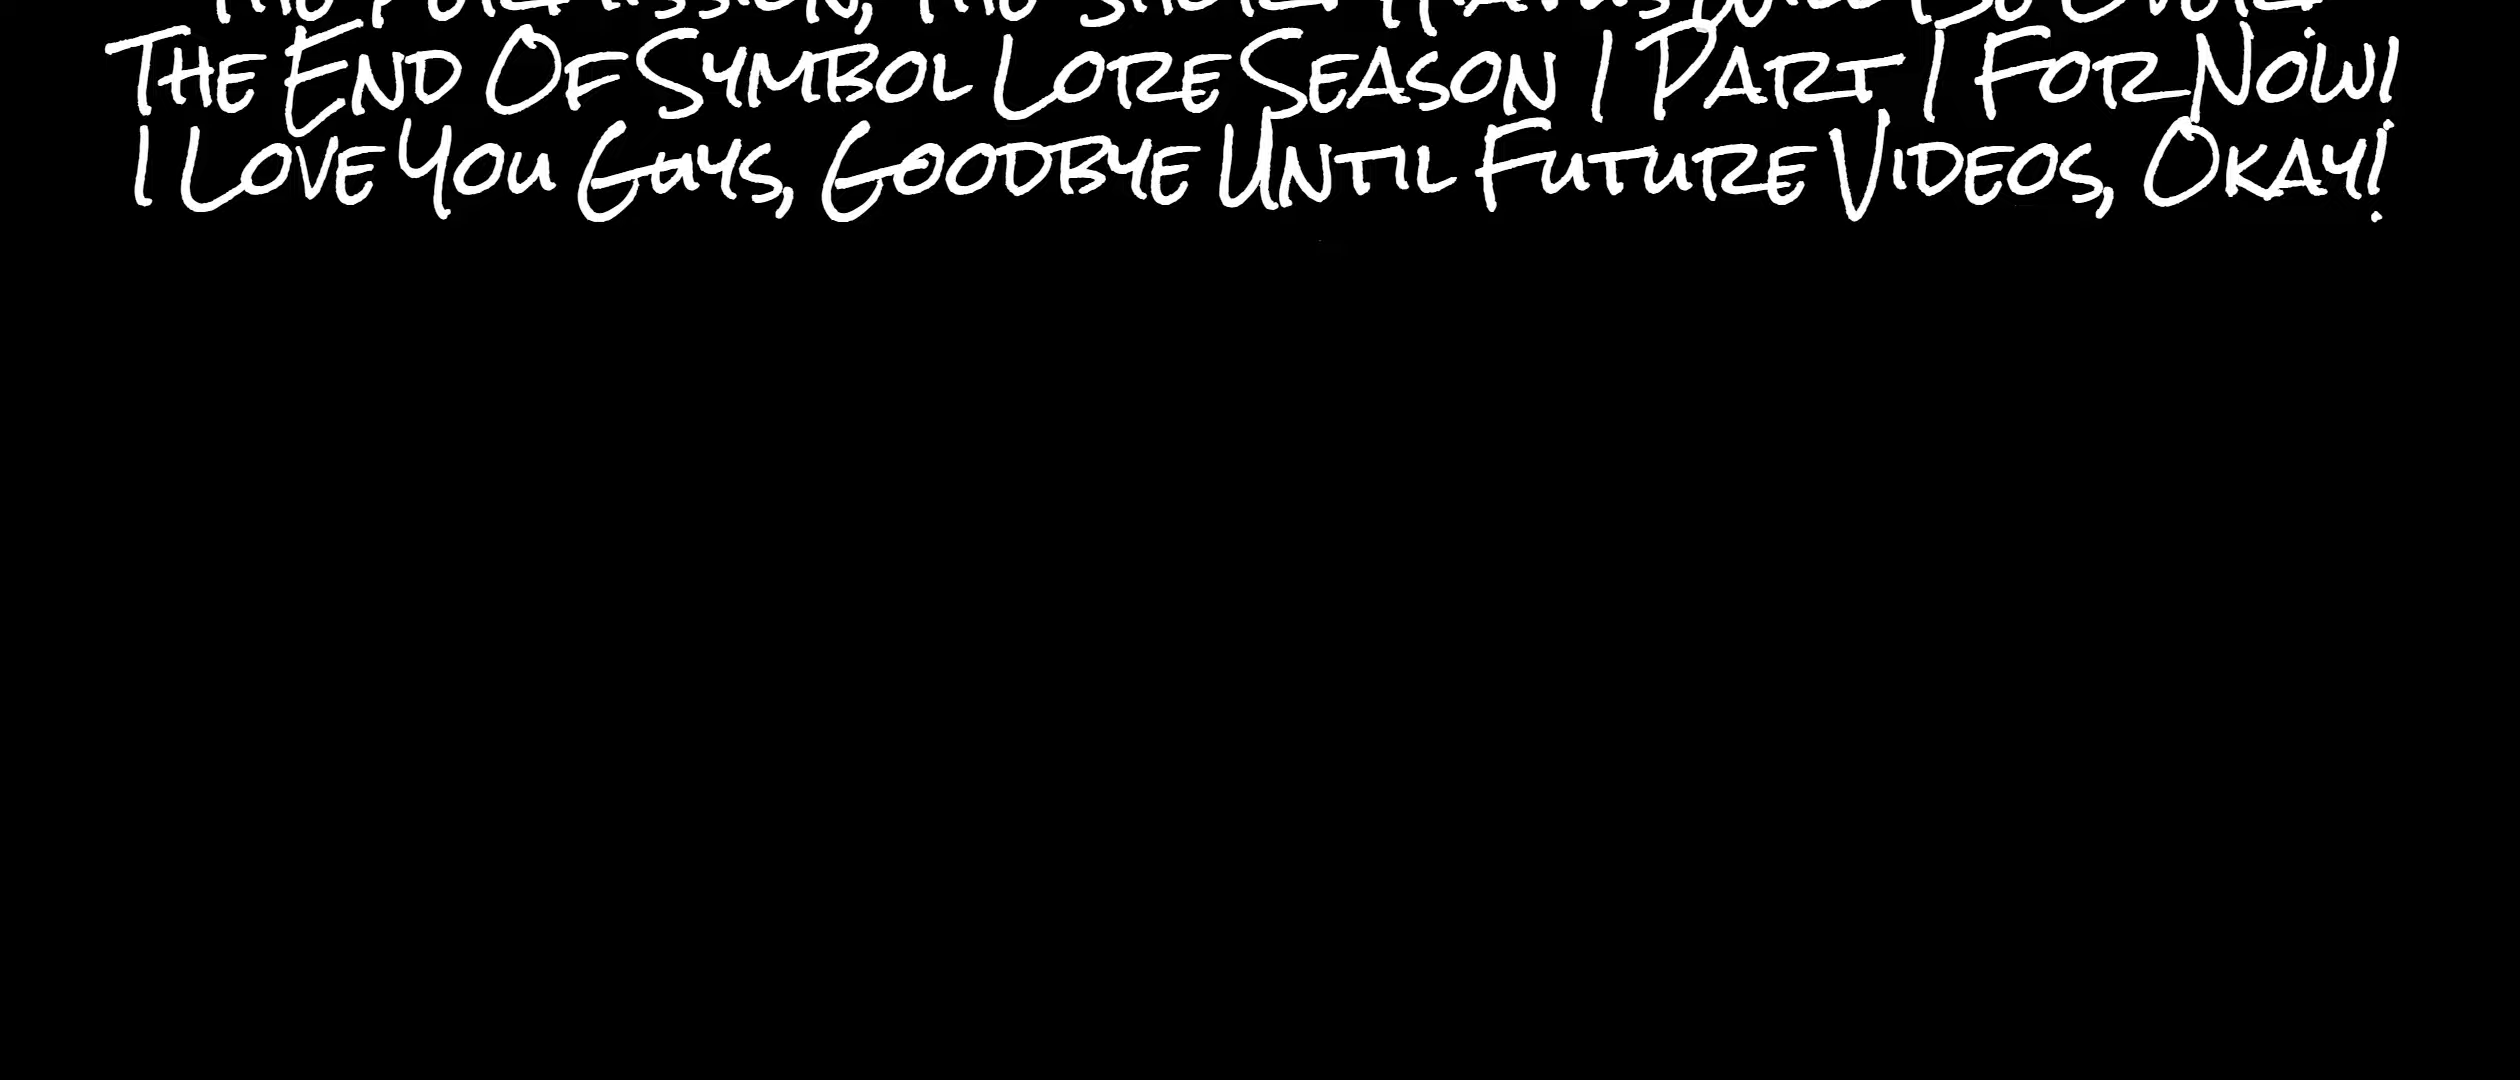 The End Of Symbol Lore Season 1 Part 1 For Now!
I Love You Guys, Goodbye Until Future Videos, Okay!